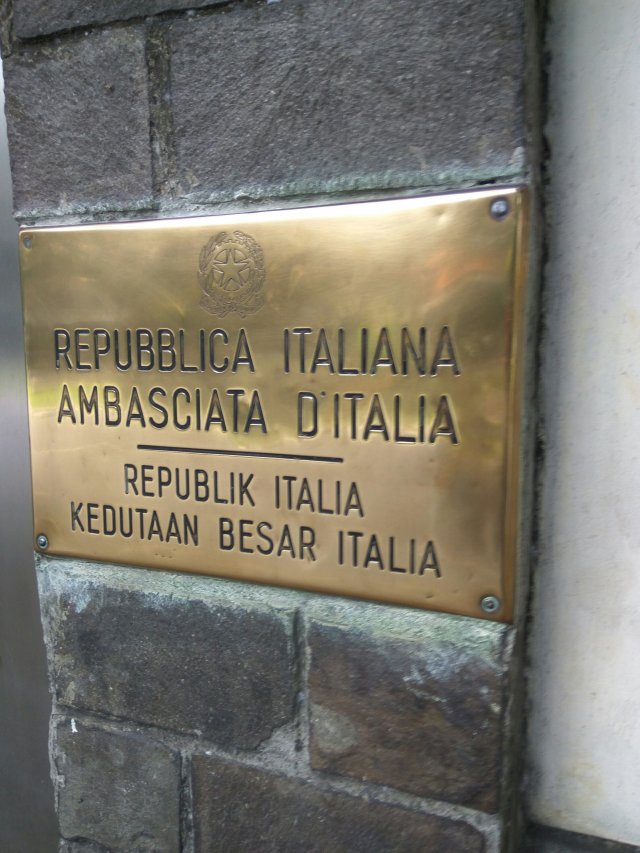 REPUBBLICA ITALIANA
AMBASCIATA D'ITALIA
REPUBLIK ITALIA
KEDUTAAN BESAR ITALIA